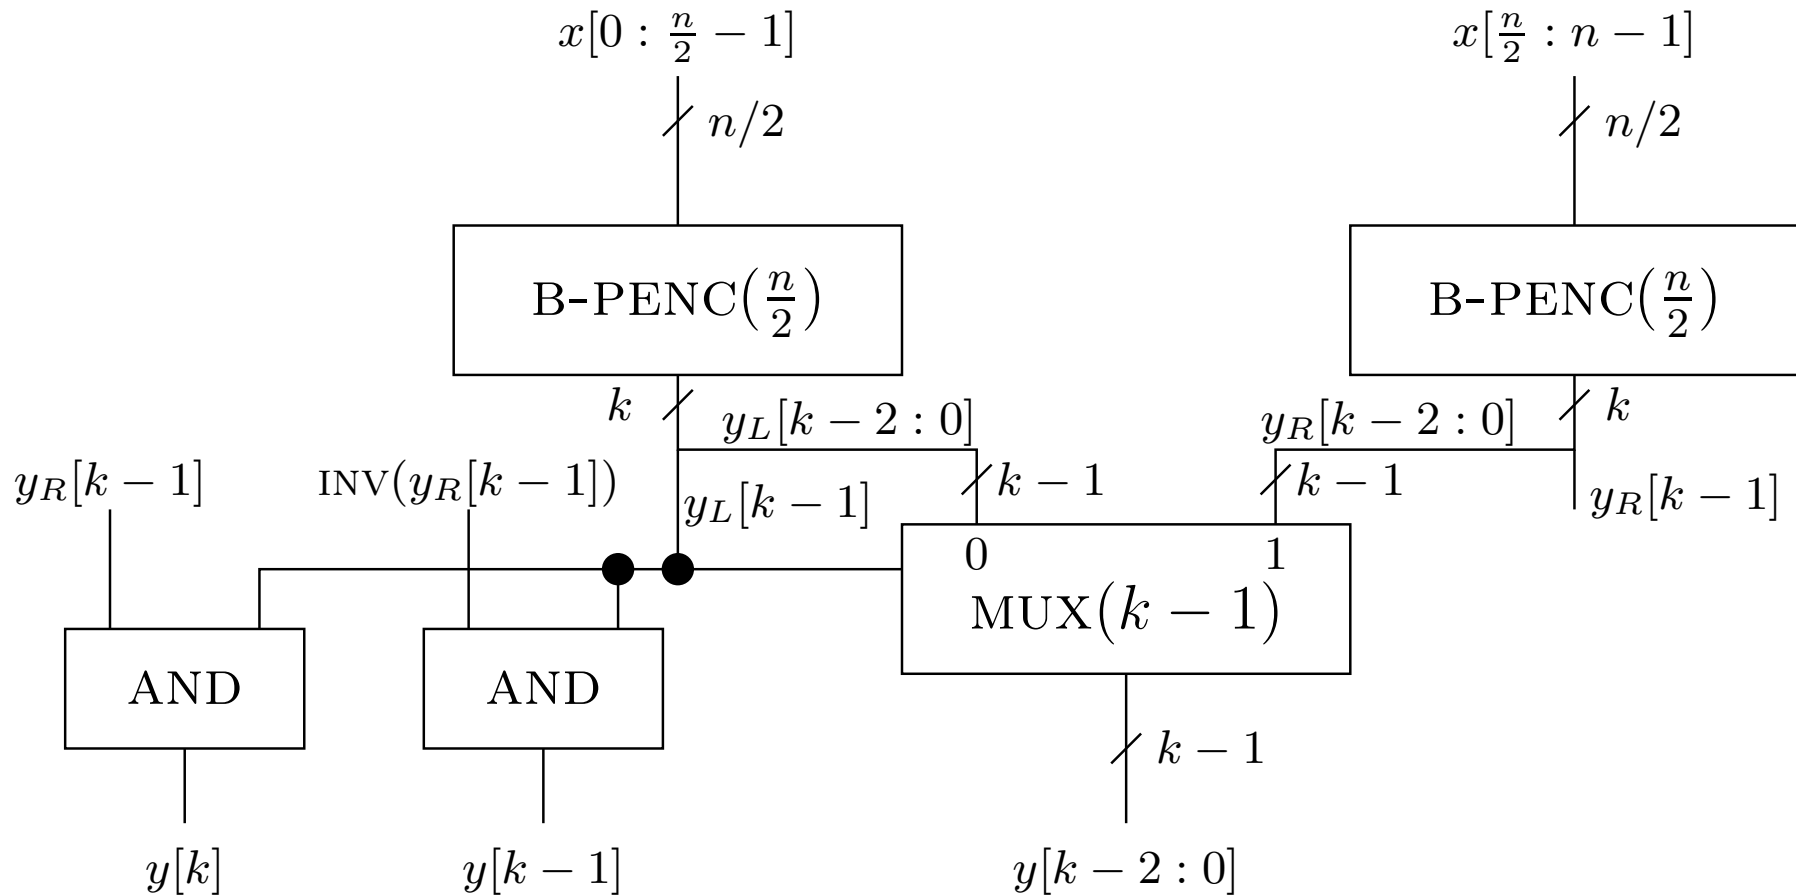 x[0 : n/2 − 1]
x[n/2 : n − 1]
n/2
n/2
B-PENC(n/2)
B-PENC(n/2)
k
y_L[k − 2 : 0]
y_R[k − 2 : 0]
k
y_R[k − 1]
INV(y_R[k − 1])
y_L[k − 1]
k − 1
k − 1
y_R[k − 1]
0
1
MUX(k − 1)
AND
AND
k − 1
y[k]
y[k − 1]
y[k − 2 : 0]